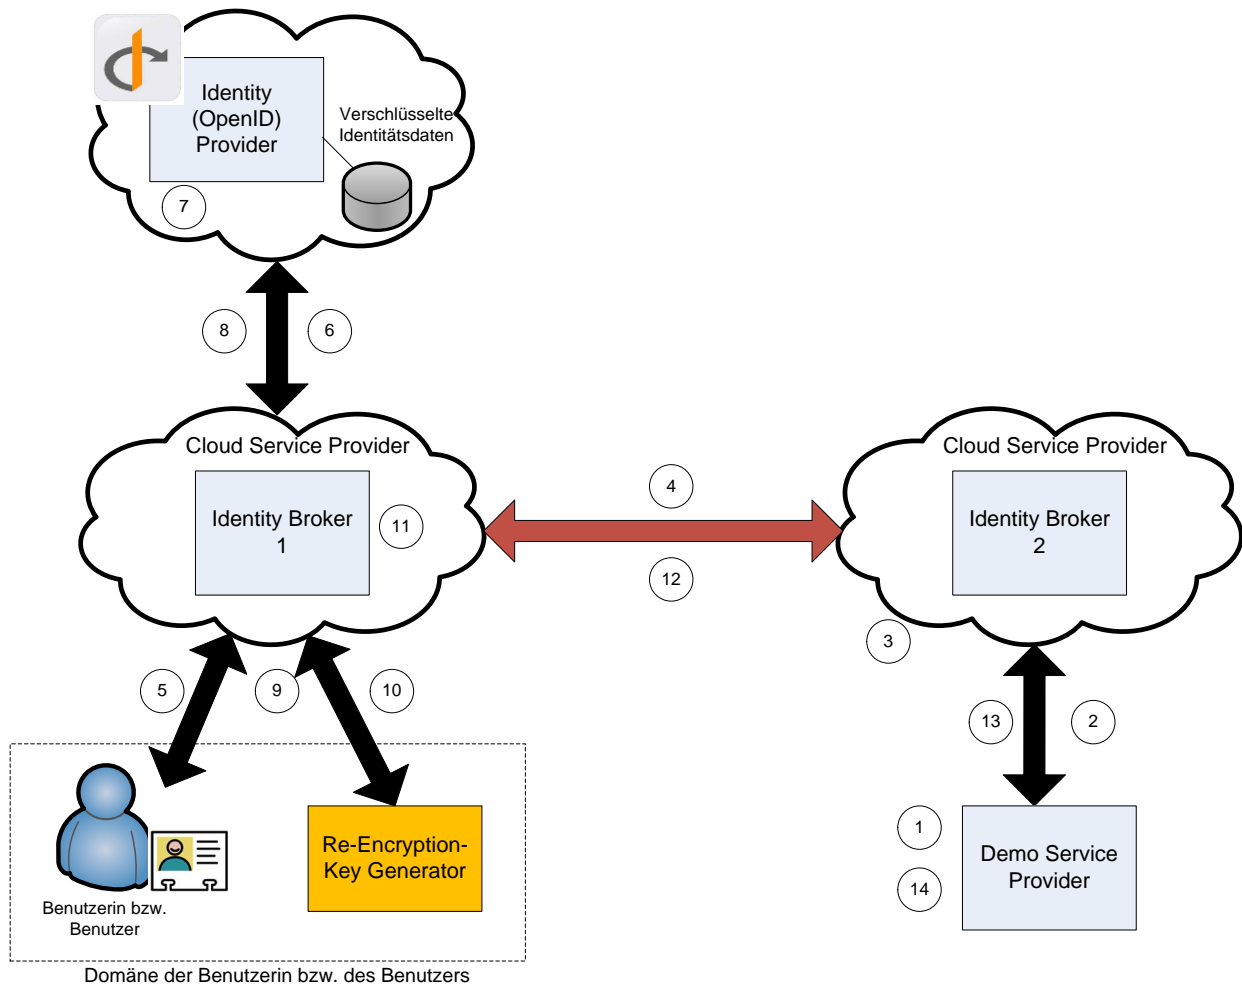 Identity
(OpenID)
Provider
Verschlüsselte
Identitätsdaten
7
8
6
Cloud Service Provider
Identity Broker
1
11
4
12
Cloud Service Provider
Identity Broker
2
3
5
9
10
13
2
Benutzerin bzw.
Benutzer
Re-Encryption-
Key Generator
1
14
Demo Service
Provider
Domäne der Benutzerin bzw. des Benutzers